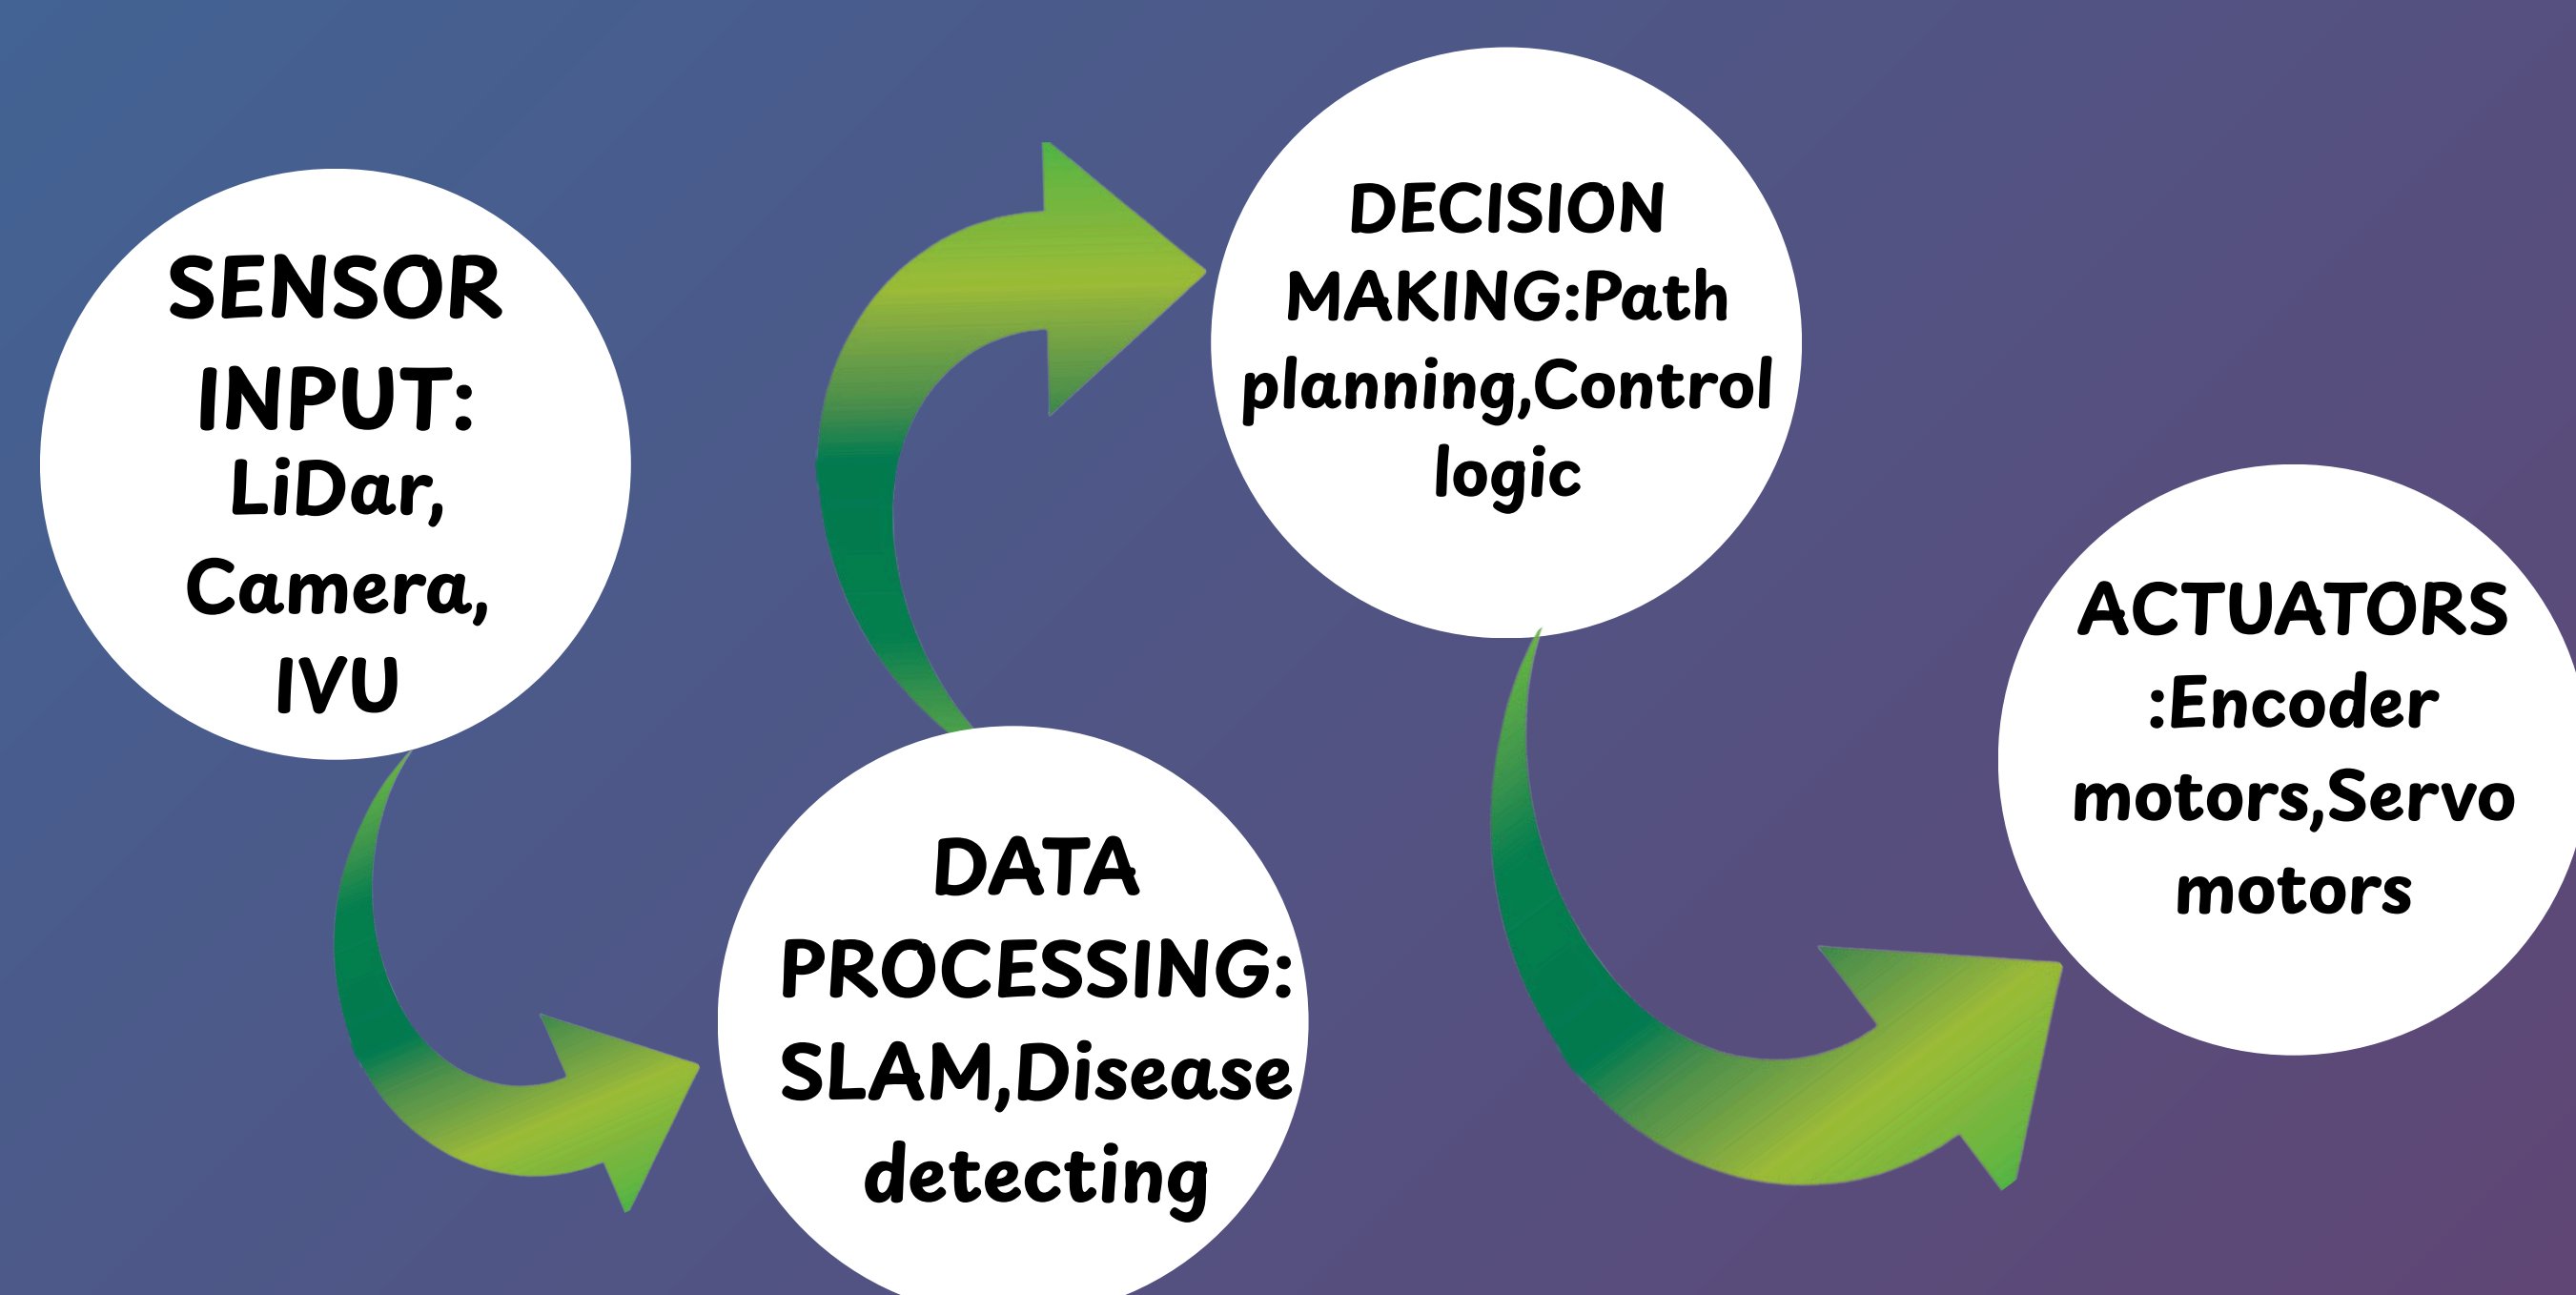 SENSOR
INPUT:
LiDar,
Camera,
IVU
DATA
PROCESSING:
SLAM,Disease
detecting
DECISION
MAKING:Path
planning,Control
logic
ACTUATORS
:Encoder
motors,Servo
motors